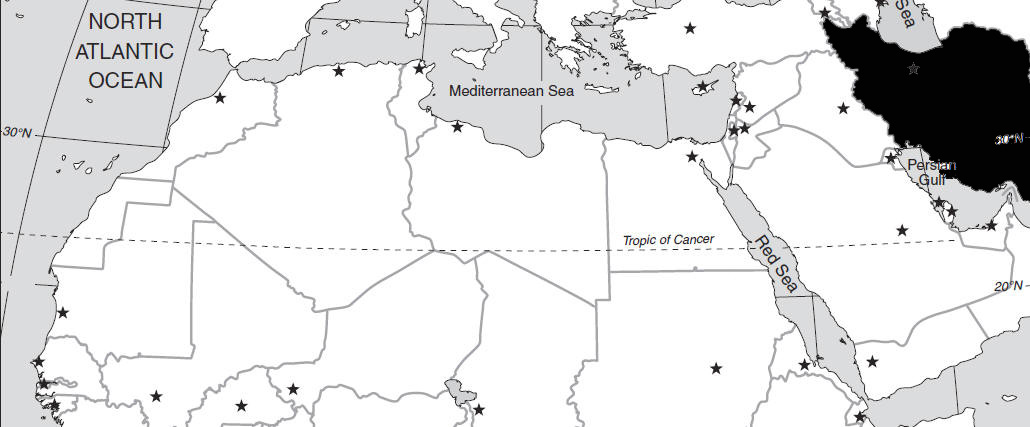 NORTH
ATLANTIC
OCEAN
Sea
Mediterranean Sea
30°N
30°N
Persian
Gulf
Tropic of Cancer
Red Sea
20°N